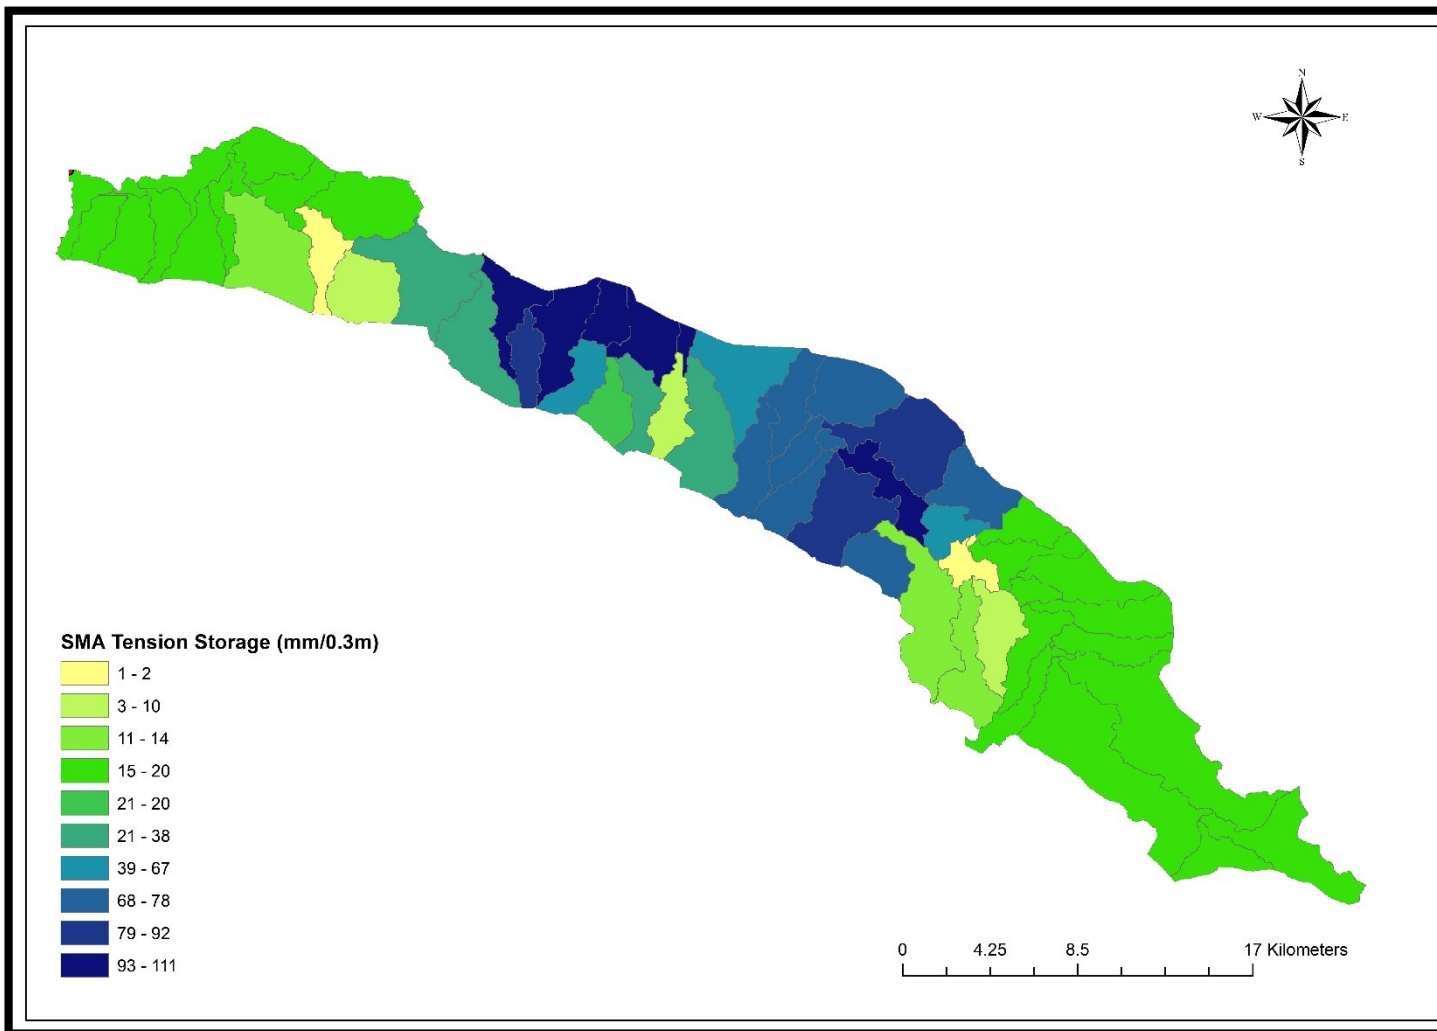 N
W E
S
SMA Tension Storage (mm/0.3m)
1 - 2
3 - 10
11 - 14
15 - 20
21 - 20
21 - 38
39 - 67
68 - 78
79 - 92
93 - 111
0 4.25 8.5 17 Kilometers